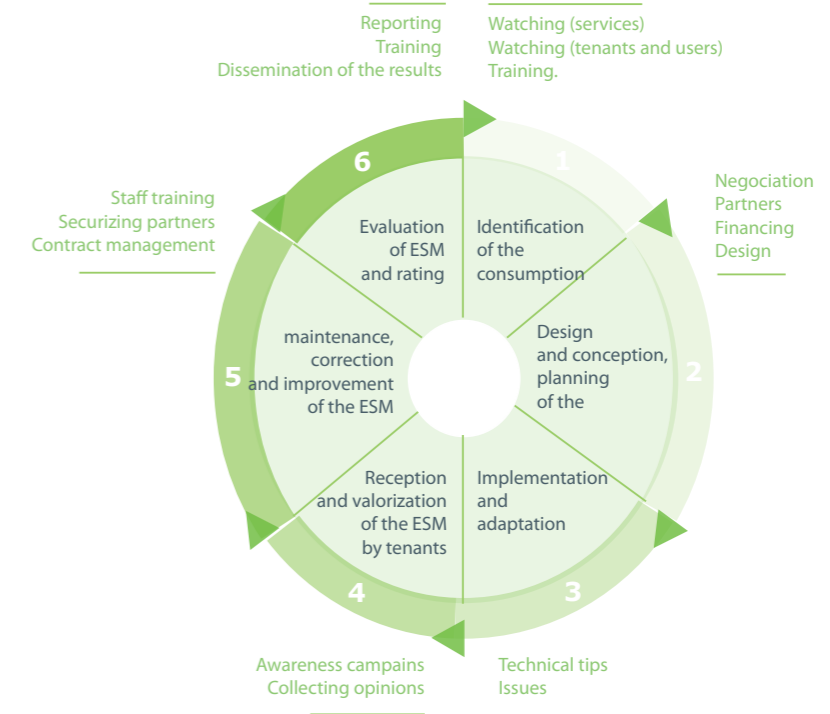 Reporting
Training
Dissemination of the results
Watching (services)
Watching (tenants and users)
Training.
1
Identification
of the
consumption
Negociation
Partners
Financing
Design
2
Design
and conception,
planning
of the
3
Implementation
and
adaptation
Technical tips
Issues
4
Reception
and valorization
of the ESM
by tenants
Awareness campains
Collecting opinions
5
maintenance,
correction
and improvement
of the ESM
Staff training
Securizing partners
Contract management
6
Evaluation
of ESM
and rating